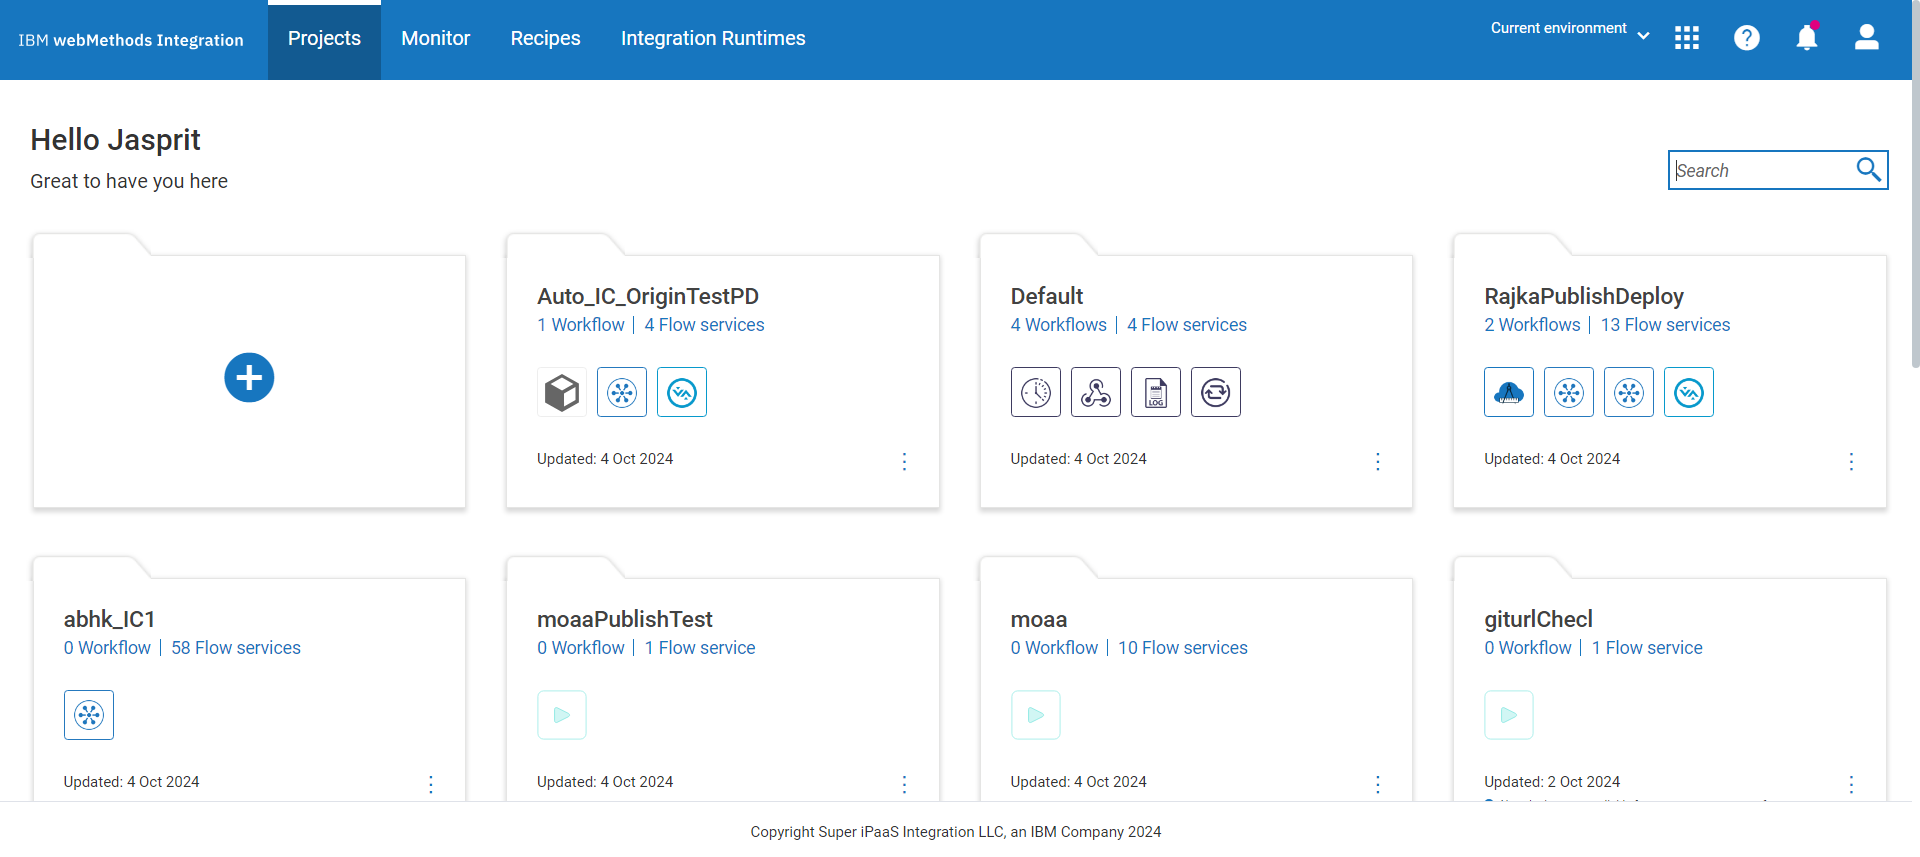 IBM webMethods Integration
Projects
Monitor
Recipes
Integration Runtimes
Current environment
Hello Jasprit
Great to have you here
Search
Auto_IC_OriginTestPD
1 Workflow | 4 Flow services
Updated: 4 Oct 2024
Default
4 Workflows | 4 Flow services
LOG
Updated: 4 Oct 2024
RajkaPublishDeploy
2 Workflows | 13 Flow services
Updated: 4 Oct 2024
abhk_IC1
0 Workflow | 58 Flow services
Updated: 4 Oct 2024
moaaPublishTest
0 Workflow | 1 Flow service
Updated: 4 Oct 2024
moaa
0 Workflow | 10 Flow services
Updated: 4 Oct 2024
giturlChecl
0 Workflow | 1 Flow service
Updated: 2 Oct 2024
Copyright Super iPaaS Integration LLC, an IBM Company 2024